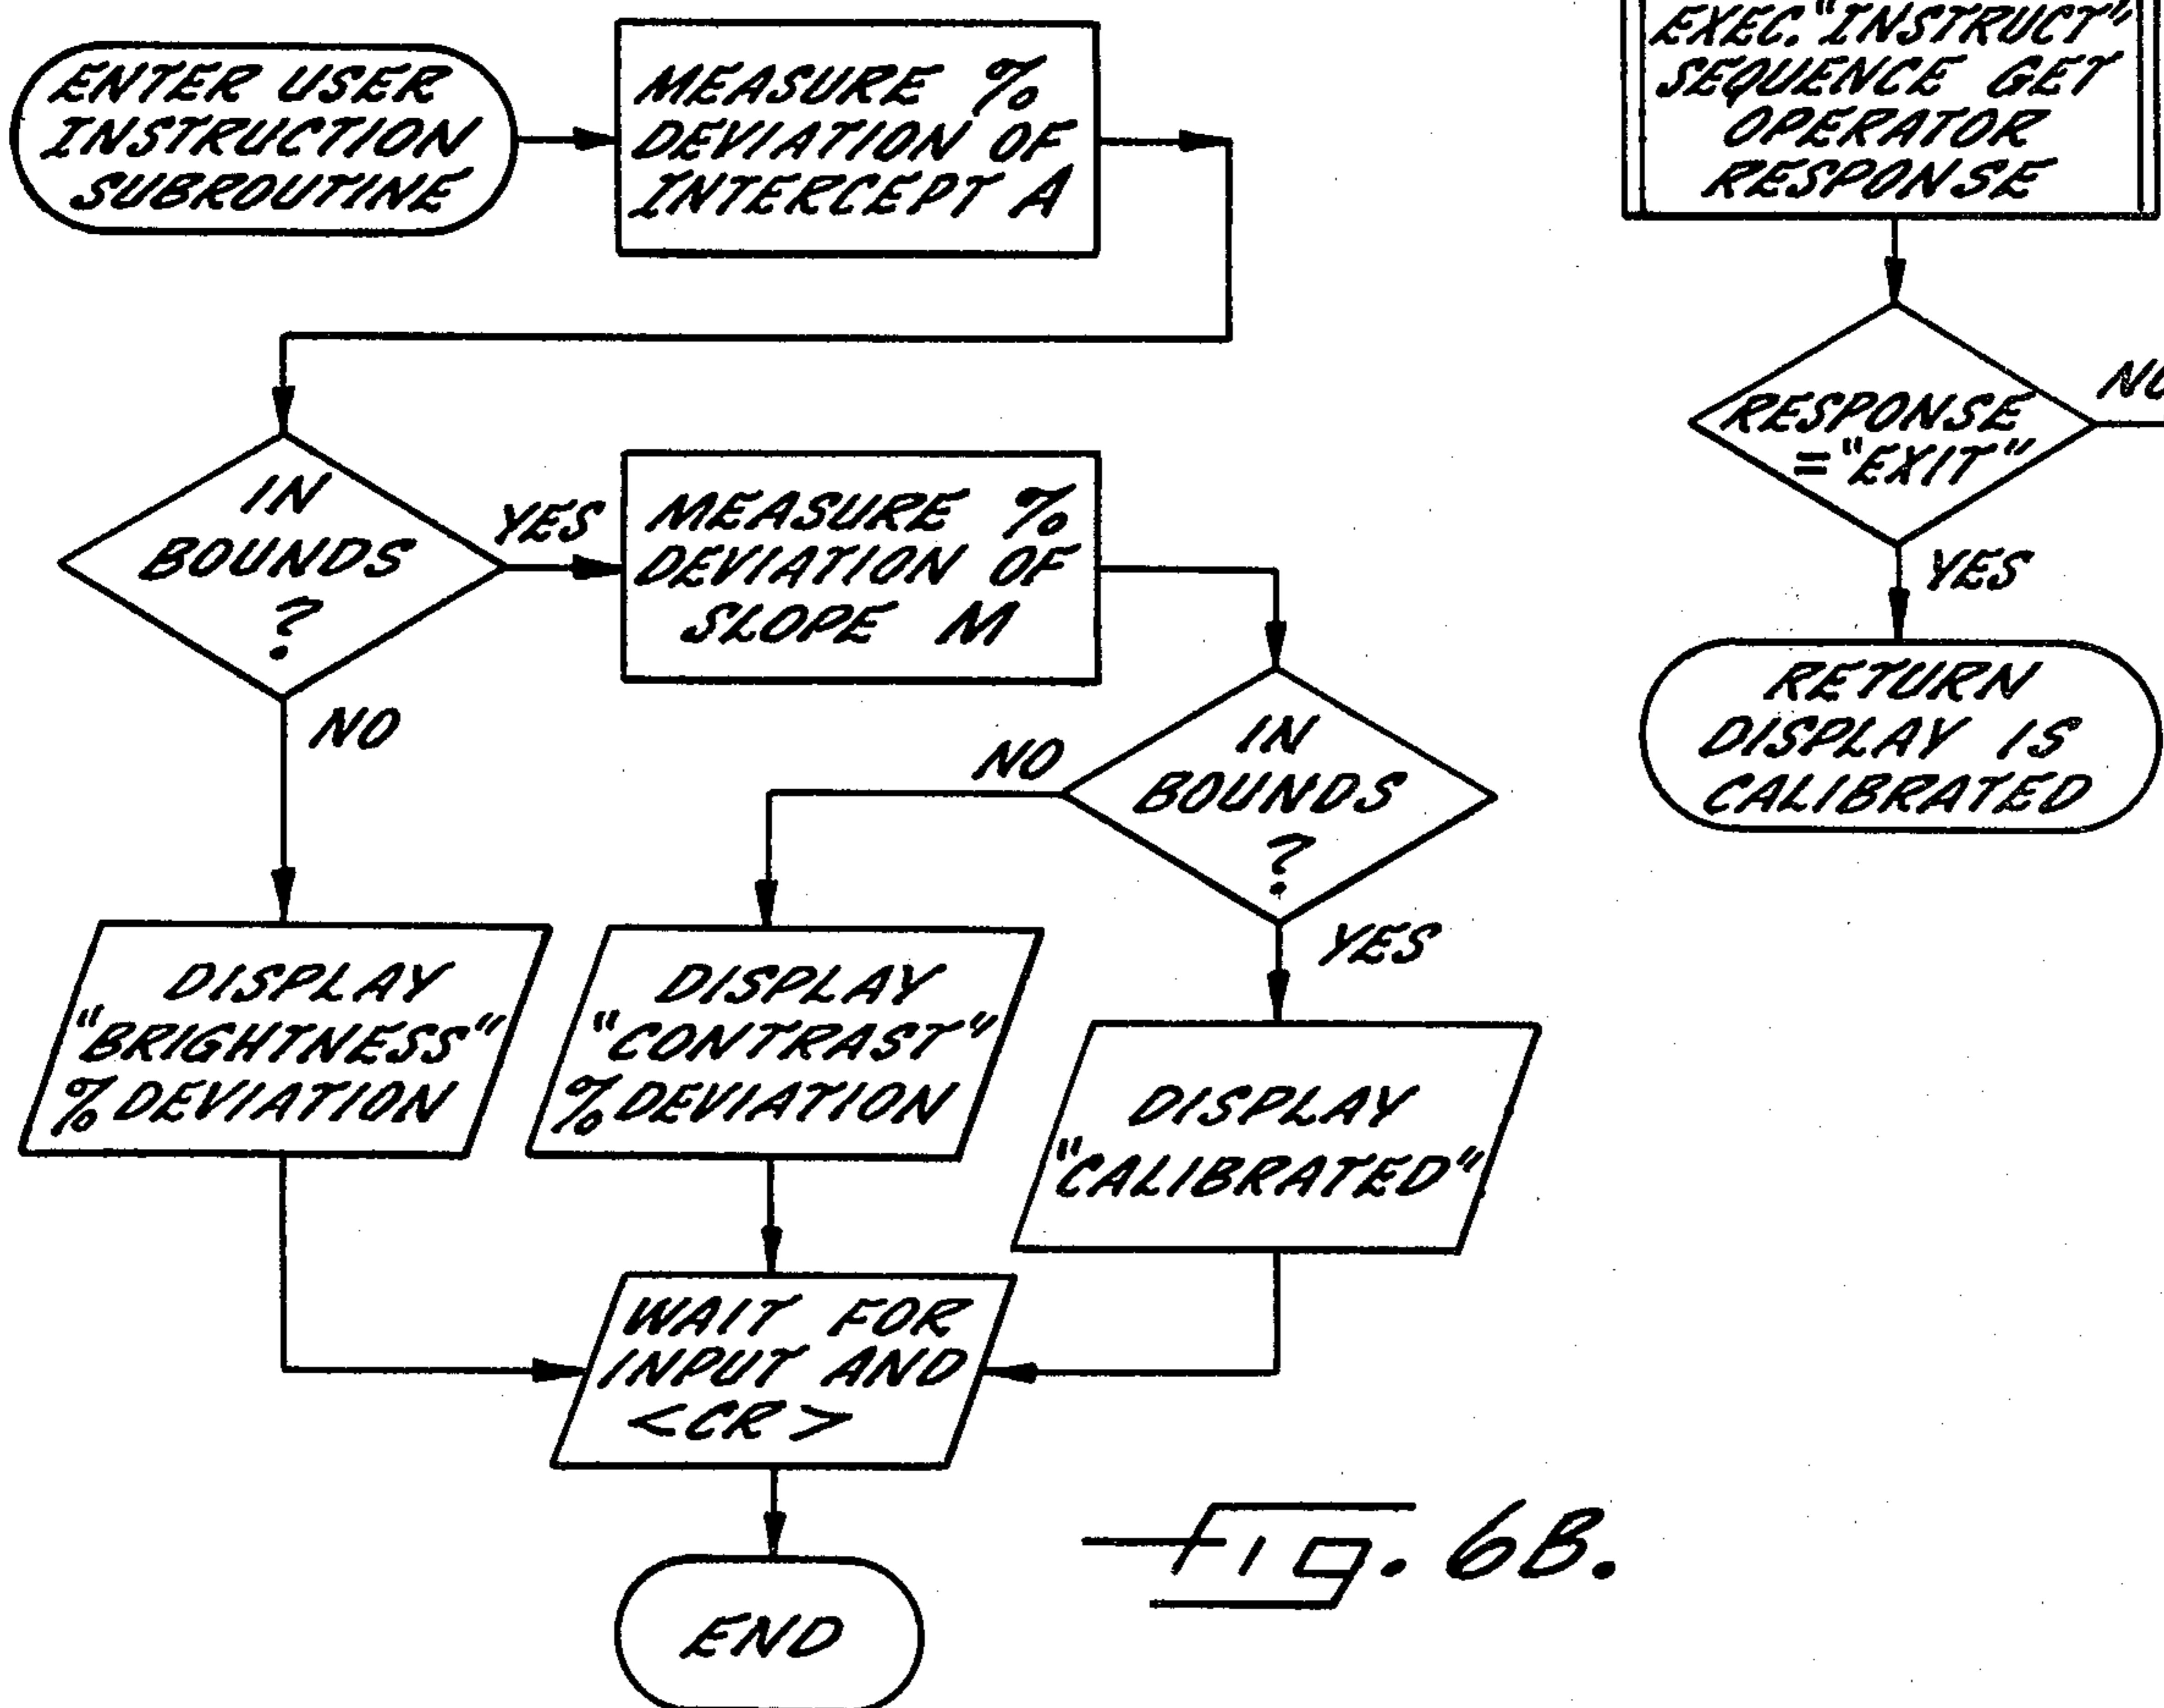 ENTER USER
INSTRUCTION
SUBROUTINE
MEASURE %
DEVIATION OF
INTERCEPT A
IN
BOUNDS
?
YES
NO
MEASURE %
DEVIATION OF
SLOPE M
IN
BOUNDS
?
NO
YES
DISPLAY
"BRIGHTNESS"
% DEVIATION
DISPLAY
"CONTRAST"
% DEVIATION
DISPLAY
"CALIBRATED"
WAIT FOR
INPUT AND
<CR>
END
EXEC. "INSTRUCT"
SEQUENCE GET
OPERATOR
RESPONSE
RESPONSE
= "EXIT"
NO
YES
RETURN
DISPLAY IS
CALIBRATED
Fig. 6B.